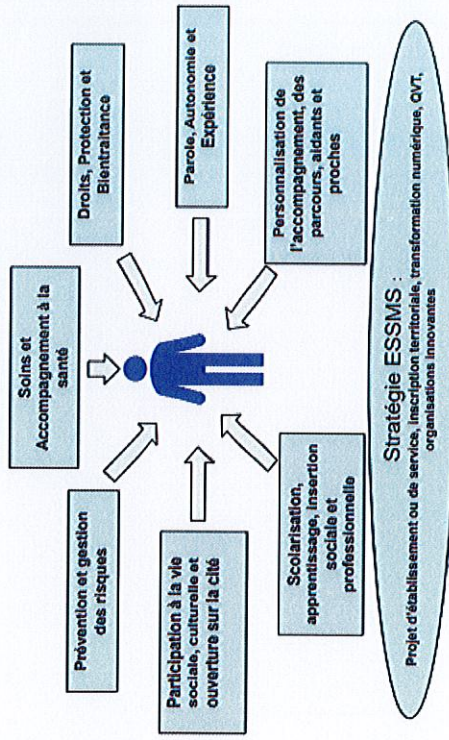 Soins et
Accompagnement à la
santé
Prévention et gestion
des risques
Droits, Protection et
Bientraitance
Participation à la vie
sociale, culturelle et
ouverture sur la cité
Parole, Autonomie et
Expérience
Scolarisation,
apprentissage, insertion
sociale et
professionnelle
Personnalisation de
l'accompagnement, des
parcours, aidants et
proches
Stratégie ESSMS :
Projet d'établissement ou de service, inscription territoriale, transformation numérique, QVT,
organisations innovantes